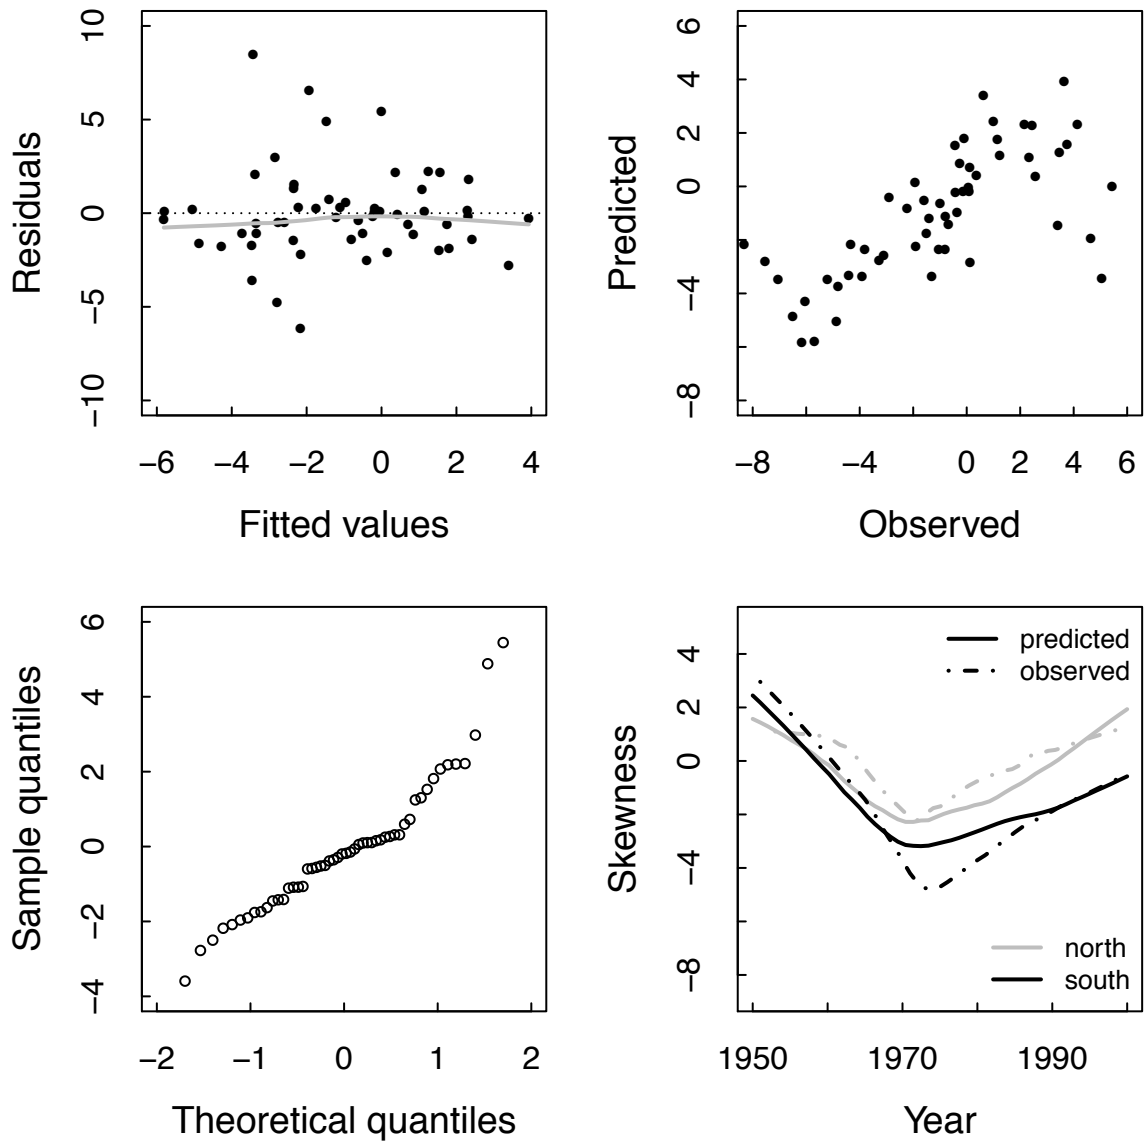 10
5
0
−5
−10
Residuals
−6 −4 −2 0 2 4
Fitted values
6
4
2
0
−4
−8
Predicted
−8 −4 0 2 4 6
Observed
6
4
2
0
−2
−4
Sample quantiles
−2 −1 0 1 2
Theoretical quantiles
predicted
observed
4
2
0
−4
−8
Skewness
north
south
1950 1970 1990
Year